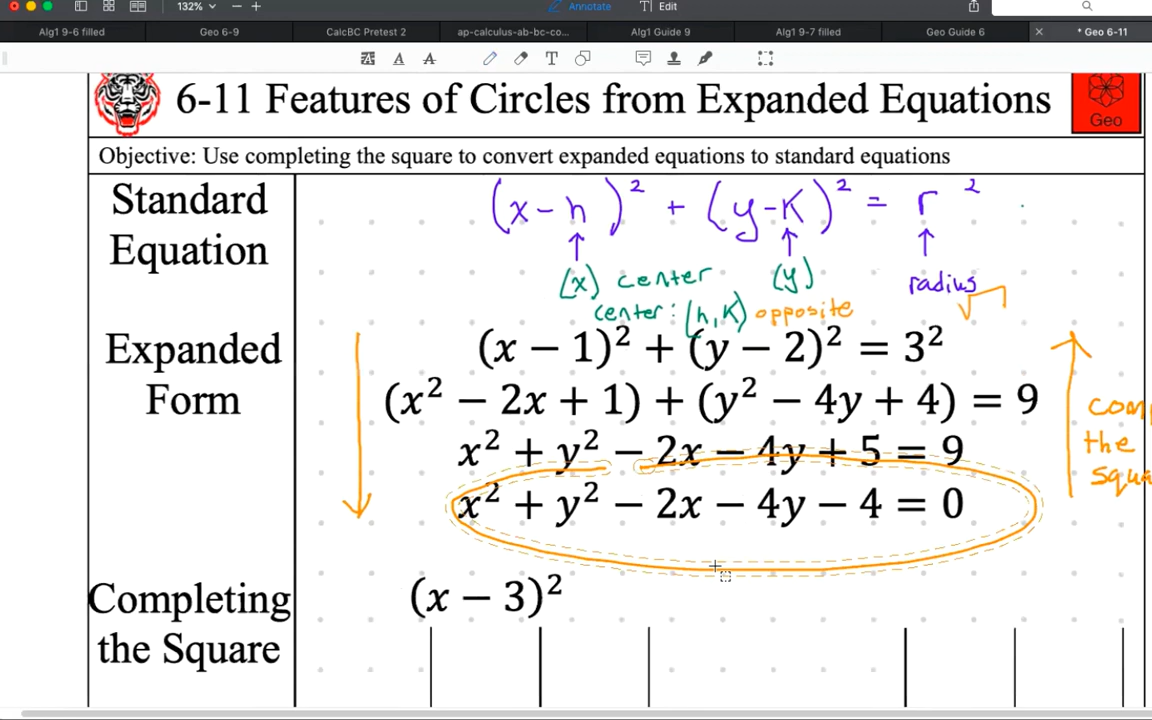 132%
Annotate
Edit
Alg1 9-6 filled
Geo 6-9
CalcBC Pretest 2
ap-calculus-ab-bc-co...
Alg1 Guide 9
Alg1 9-7 filled
Geo Guide 6
* Geo 6-11
6-11 Features of Circles from Expanded Equations
Geo
Objective: Use completing the square to convert expanded equations to standard equations
Standard Equation
(x-h)² + (y-k)² = r²
(x) center (y) radius √
center: (h, k) opposite
Expanded Form
(x − 1)² + (y − 2)² = 3²
(x² − 2x + 1) + (y² − 4y + 4) = 9
x² + y² − 2x − 4y + 5 = 9
x² + y² − 2x − 4y − 4 = 0
the
Completing the Square
(x − 3)²